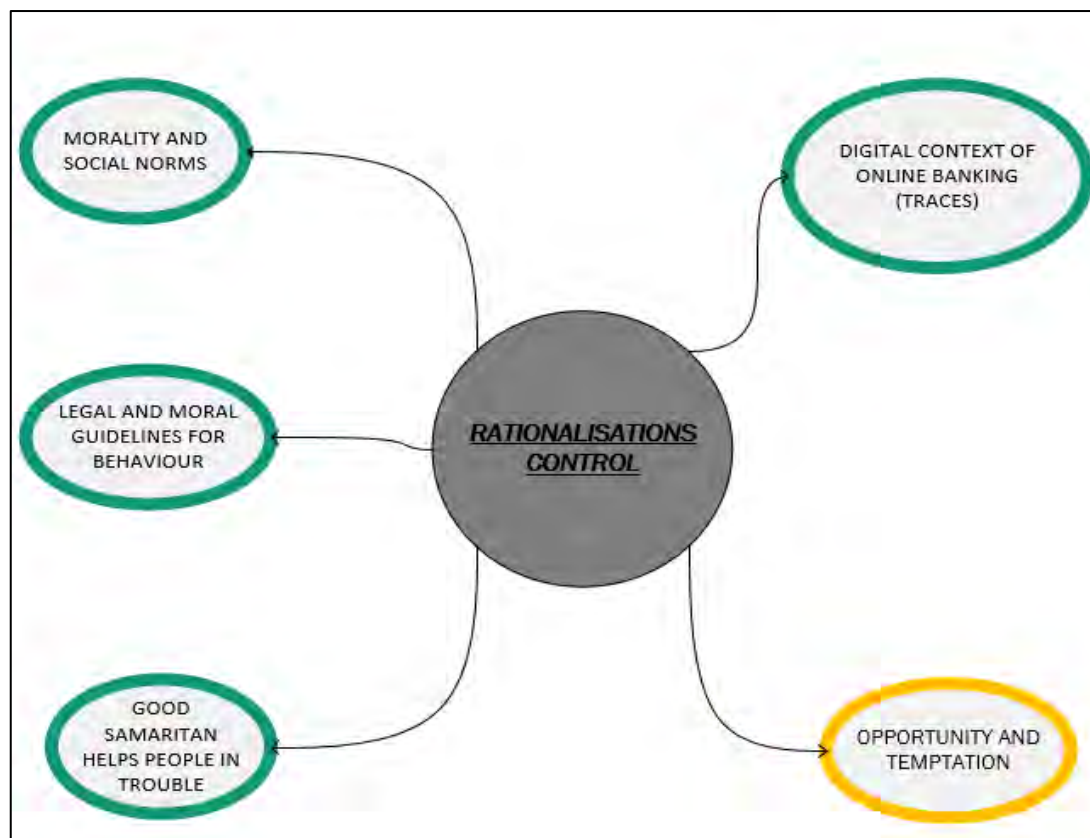 MORALITY AND
SOCIAL NORMS
DIGITAL CONTEXT OF
ONLINE BANKING
(TRACES)
LEGAL AND MORAL
GUIDELINES FOR
BEHAVIOUR
RATIONALISATIONS
CONTROL
GOOD
SAMARITAN
HELPS PEOPLE IN
TROUBLE
OPPORTUNITY AND
TEMPTATION